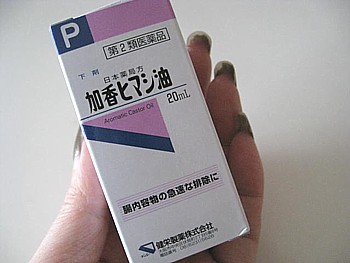 P
第2類医薬品
下剤
日本薬局方
加香ヒマシ油
20mL
Aromatic Castor Oil
腸内容物の急速な排除に
健栄製薬株式会社